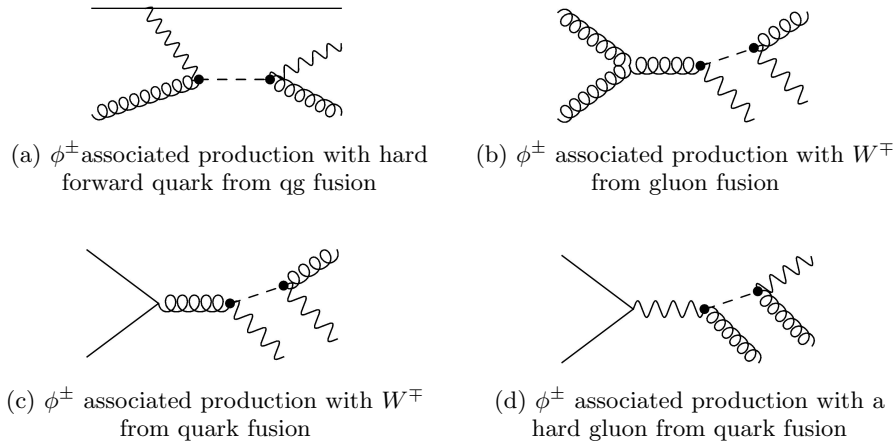 (a) ϕ±associated production with hard
forward quark from qg fusion
(b) ϕ± associated production with W∓
from gluon fusion
(c) ϕ± associated production with W∓
from quark fusion
(d) ϕ± associated production with a
hard gluon from quark fusion